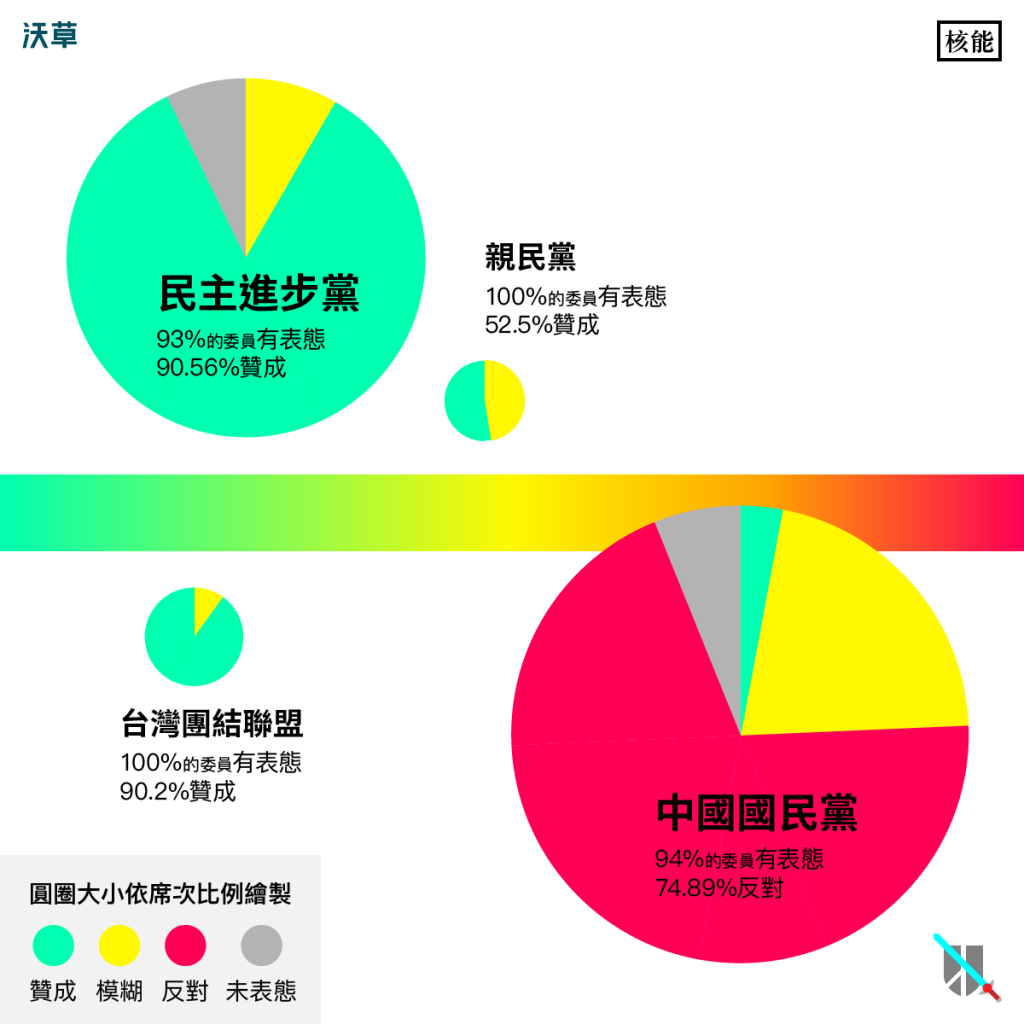 沃草
核能
民主進步黨
93%的委員有表態
90.56%贊成
親民黨
100%的委員有表態
52.5%贊成
台灣團結聯盟
100%的委員有表態
90.2%贊成
中國國民黨
94%的委員有表態
74.89%反對
圓圈大小依席次比例繪製
贊成 模糊 反對 未表態